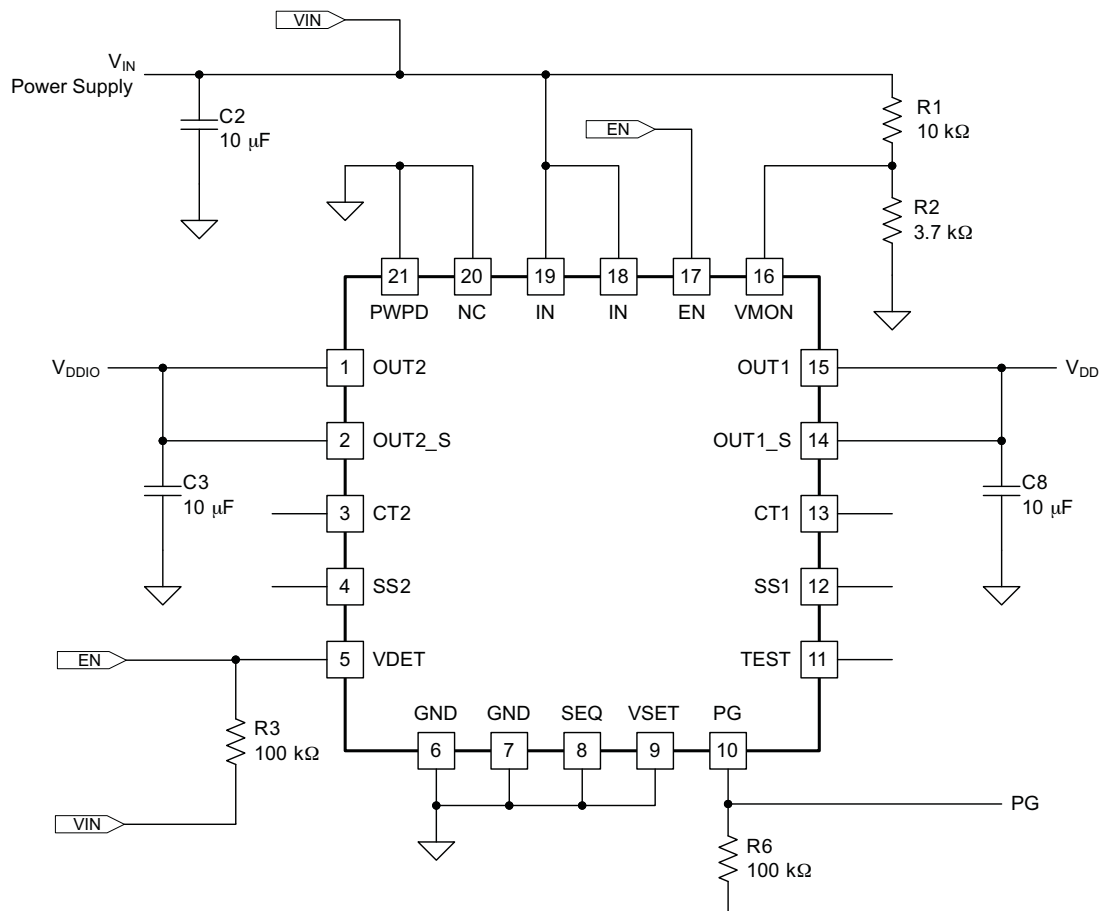 VIN
VIN
Power Supply
C2
10 μF
EN
R1
10 kΩ
R2
3.7 kΩ
21
20
19
18
17
16
PWPD
NC
IN
IN
EN
VMON
VDDIO
1
OUT2
OUT1
15
VDD
2
OUT2_S
OUT1_S
14
C3
10 μF
C8
10 μF
3
CT2
CT1
13
4
SS2
SS1
12
EN
5
VDET
TEST
11
R3
100 kΩ
GND
GND
SEQ
VSET
PG
6
7
8
9
10
VIN
PG
R6
100 kΩ